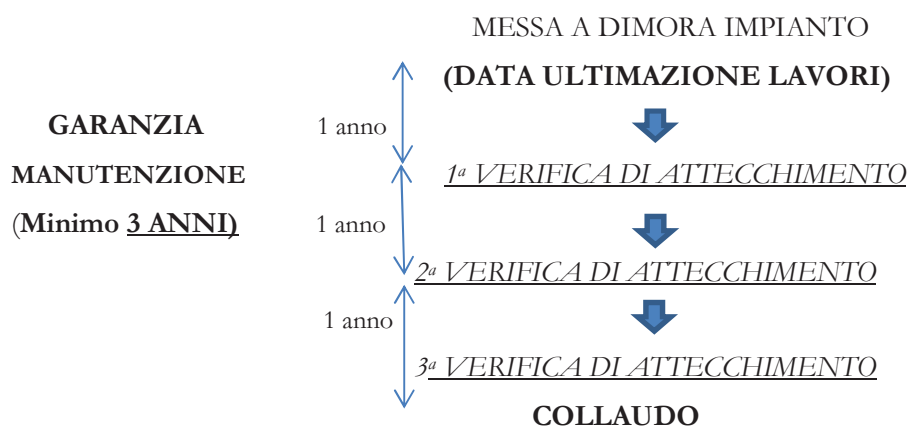 MESSA A DIMORA IMPIANTO
(DATA ULTIMAZIONE LAVORI)
GARANZIA
MANUTENZIONE
(Minimo 3 ANNI)
1 anno
1ª VERIFICA DI ATTECCHIMENTO
1 anno
2ª VERIFICA DI ATTECCHIMENTO
1 anno
3ª VERIFICA DI ATTECCHIMENTO
COLLAUDO